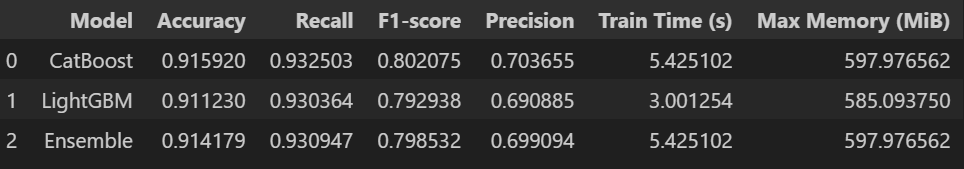 Model Accuracy Recall F1-score Precision Train Time (s) Max Memory (MiB)
0 CatBoost 0.915920 0.932503 0.802075 0.703655 5.425102 597.976562
1 LightGBM 0.911230 0.930364 0.792938 0.690885 3.001254 585.093750
2 Ensemble 0.914179 0.930947 0.798532 0.699094 5.425102 597.976562